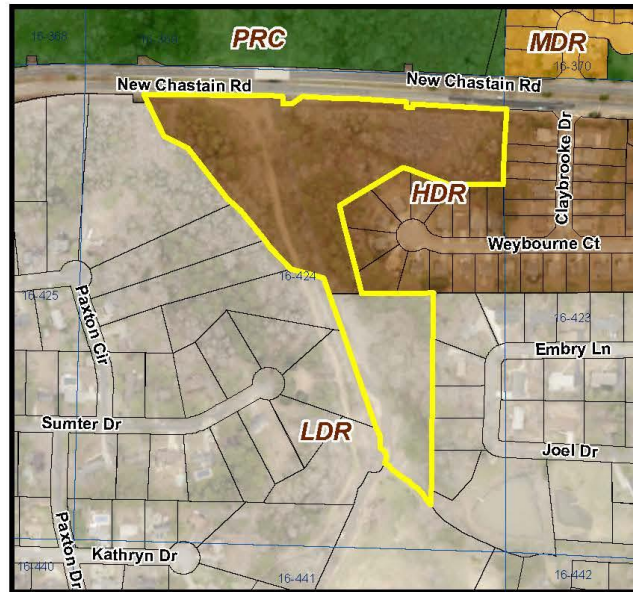 PRC
MDR
16-370
New Chastain Rd
New Chastain Rd
Claybrooke Dr
HDR
Weybourne Ct
16-424
16-425
Paxton Cir
16-423
Embry Ln
Sumter Dr
LDR
Joel Dr
Paxton Dr
Kathryn Dr
16-440
16-441
16-442